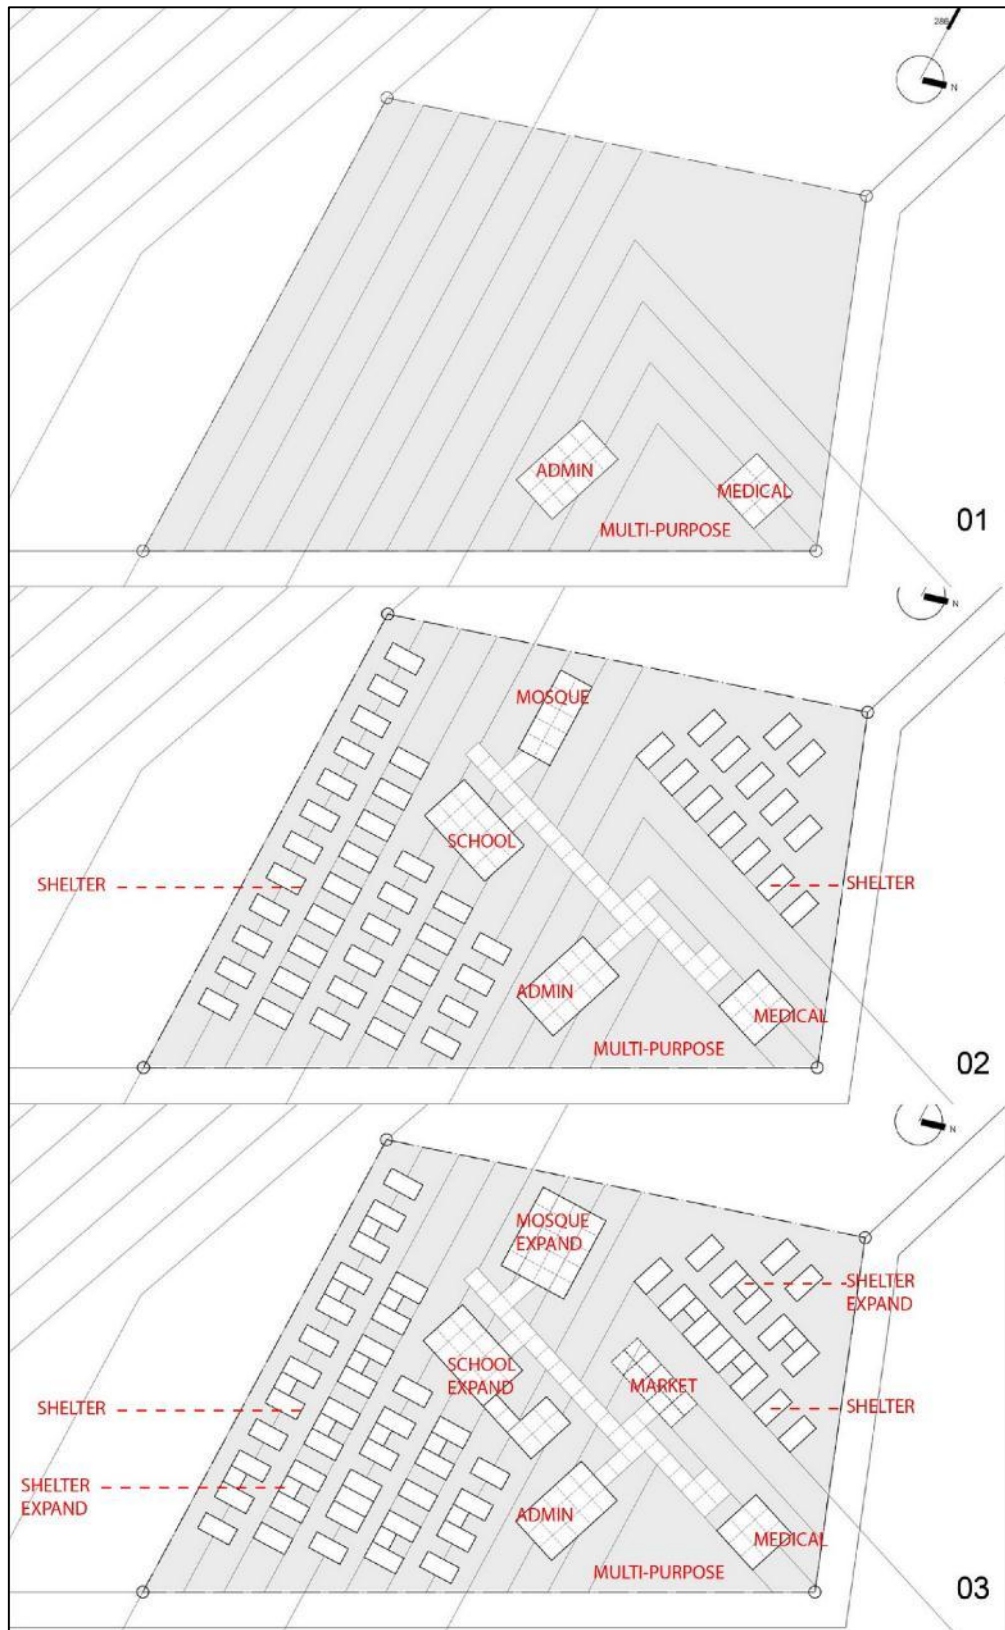 286
N
ADMIN
MEDICAL
MULTI-PURPOSE
01
N
MOSQUE
SCHOOL
SHELTER
SHELTER
ADMIN
MEDICAL
MULTI-PURPOSE
02
N
MOSQUE
EXPAND
SHELTER
EXPAND
SCHOOL
EXPAND
MARKET
SHELTER
SHELTER
SHELTER
EXPAND
ADMIN
MEDICAL
MULTI-PURPOSE
03